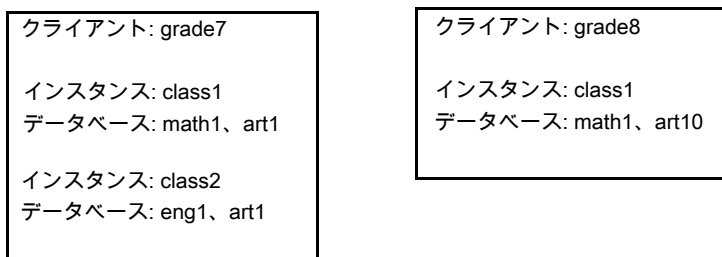 クライアント: grade7
インスタンス: class1
データベース: math1、art1
インスタンス: class2
データベース: eng1、art1
クライアント: grade8
インスタンス: class1
データベース: math1、art10